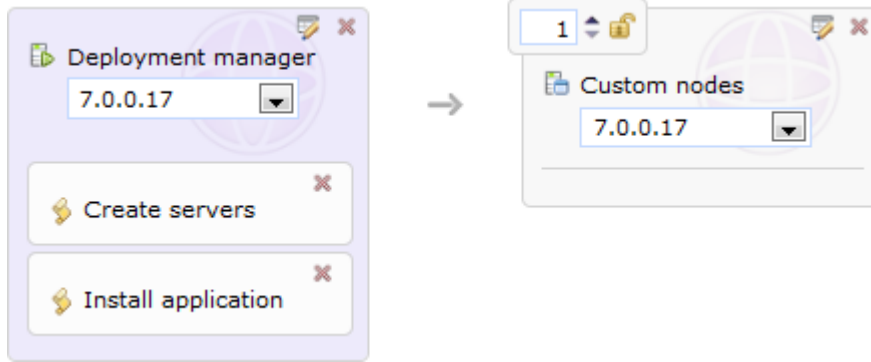 Deployment manager
7.0.0.17
Create servers
Install application
1
Custom nodes
7.0.0.17